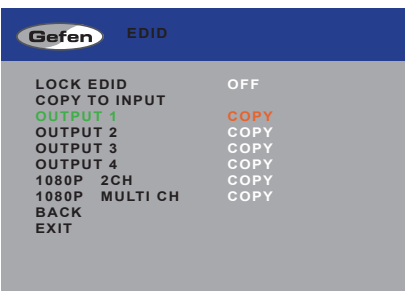 Gefen EDID
LOCK EDID OFF
COPY TO INPUT
OUTPUT 1 COPY
OUTPUT 2 COPY
OUTPUT 3 COPY
OUTPUT 4 COPY
1080P 2CH COPY
1080P MULTI CH COPY
BACK
EXIT